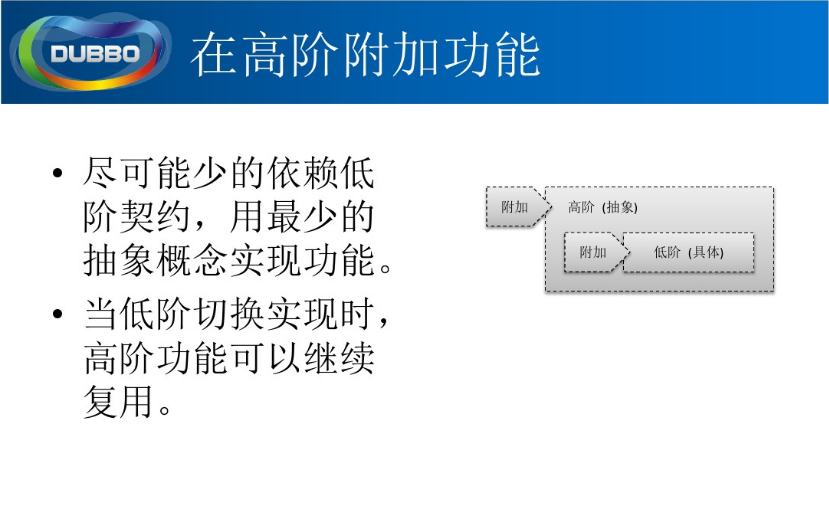 DUBBO
在高阶附加功能
• 尽可能少的依赖低
阶契约，用最少的
抽象概念实现功能。
• 当低阶切换实现时，
高阶功能可以继续
复用。
附加
高阶 (抽象)
附加
低阶 (具体)